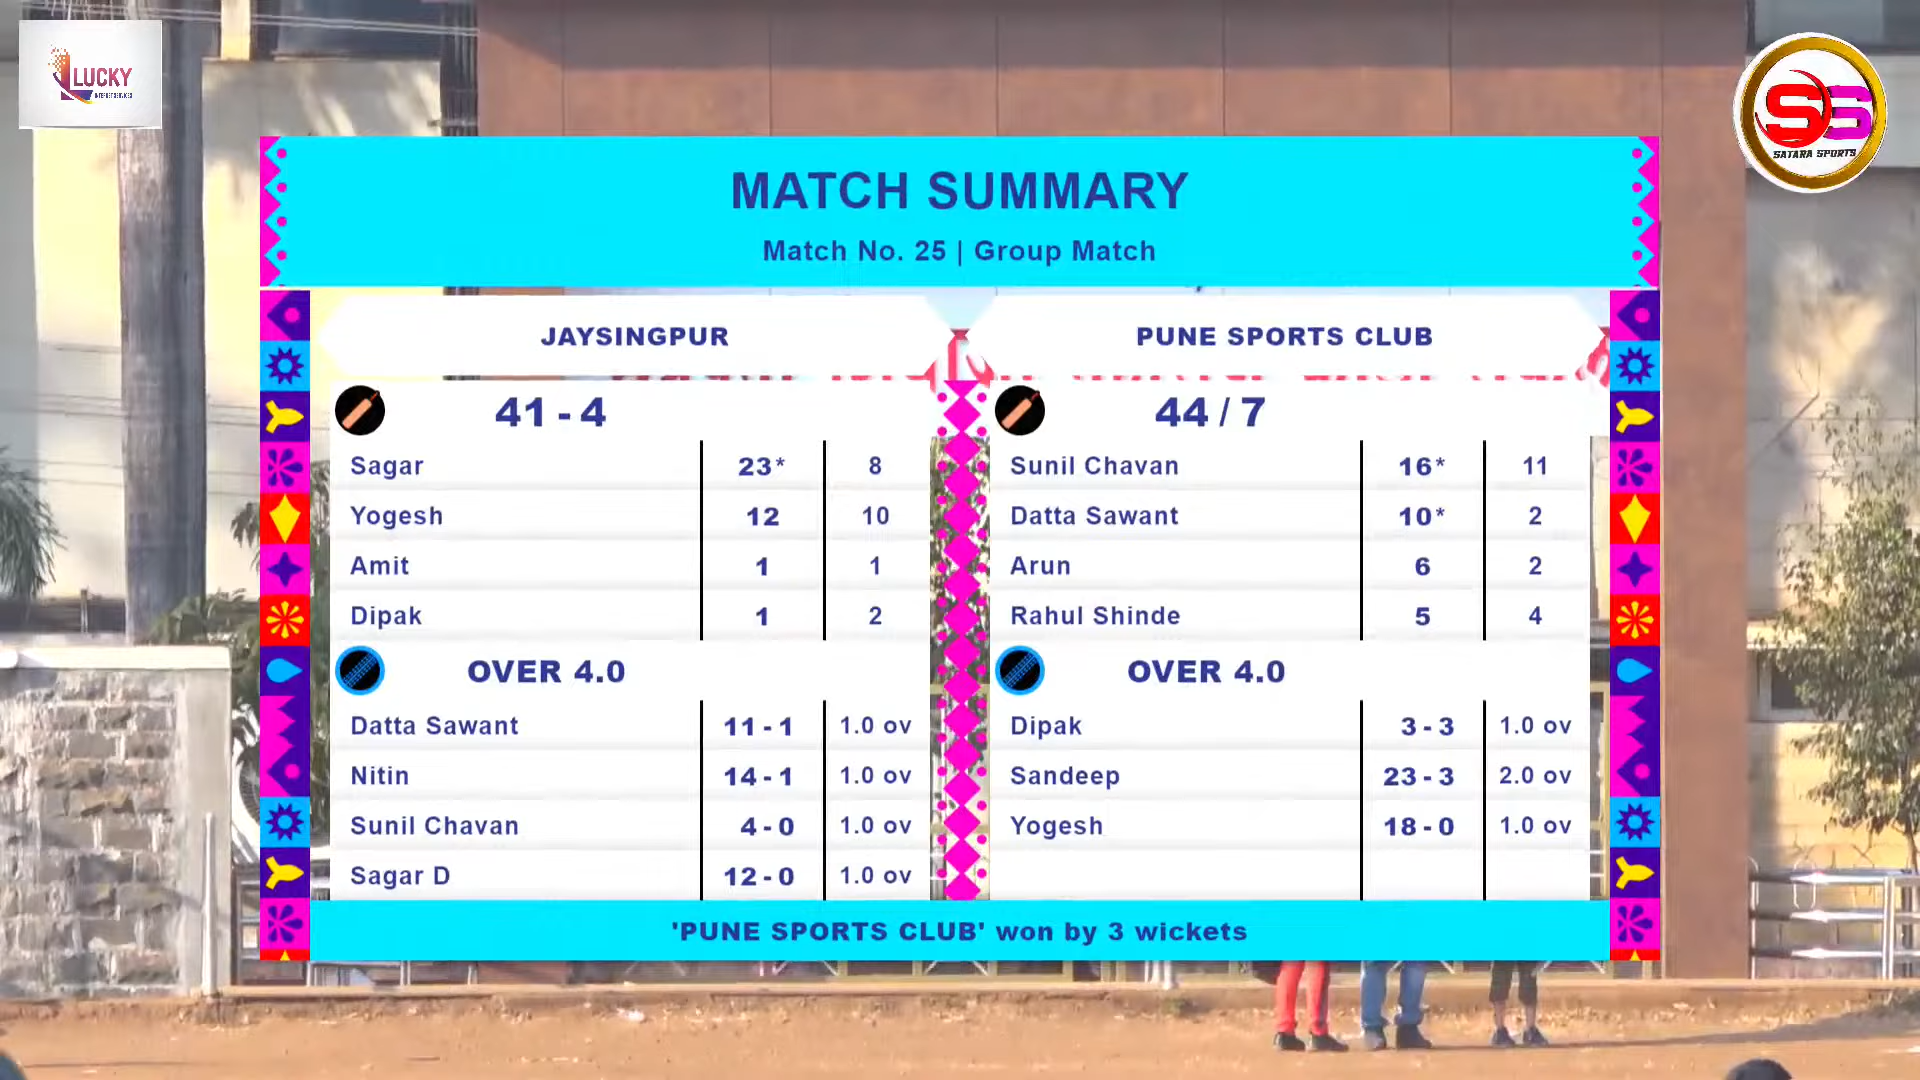 LUCKY
SS
SATARA SPORTS
MATCH SUMMARY
Match No. 25 | Group Match
JAYSINGPUR
41 - 4
Sagar 23* 8
Yogesh 12 10
Amit 1 1
Dipak 1 2
OVER 4.0
Datta Sawant 11 - 1 1.0 ov
Nitin 14 - 1 1.0 ov
Sunil Chavan 4 - 0 1.0 ov
Sagar D 12 - 0 1.0 ov
PUNE SPORTS CLUB
44 / 7
Sunil Chavan 16* 11
Datta Sawant 10* 2
Arun 6 2
Rahul Shinde 5 4
OVER 4.0
Dipak 3 - 3 1.0 ov
Sandeep 23 - 3 2.0 ov
Yogesh 18 - 0 1.0 ov
'PUNE SPORTS CLUB' won by 3 wickets